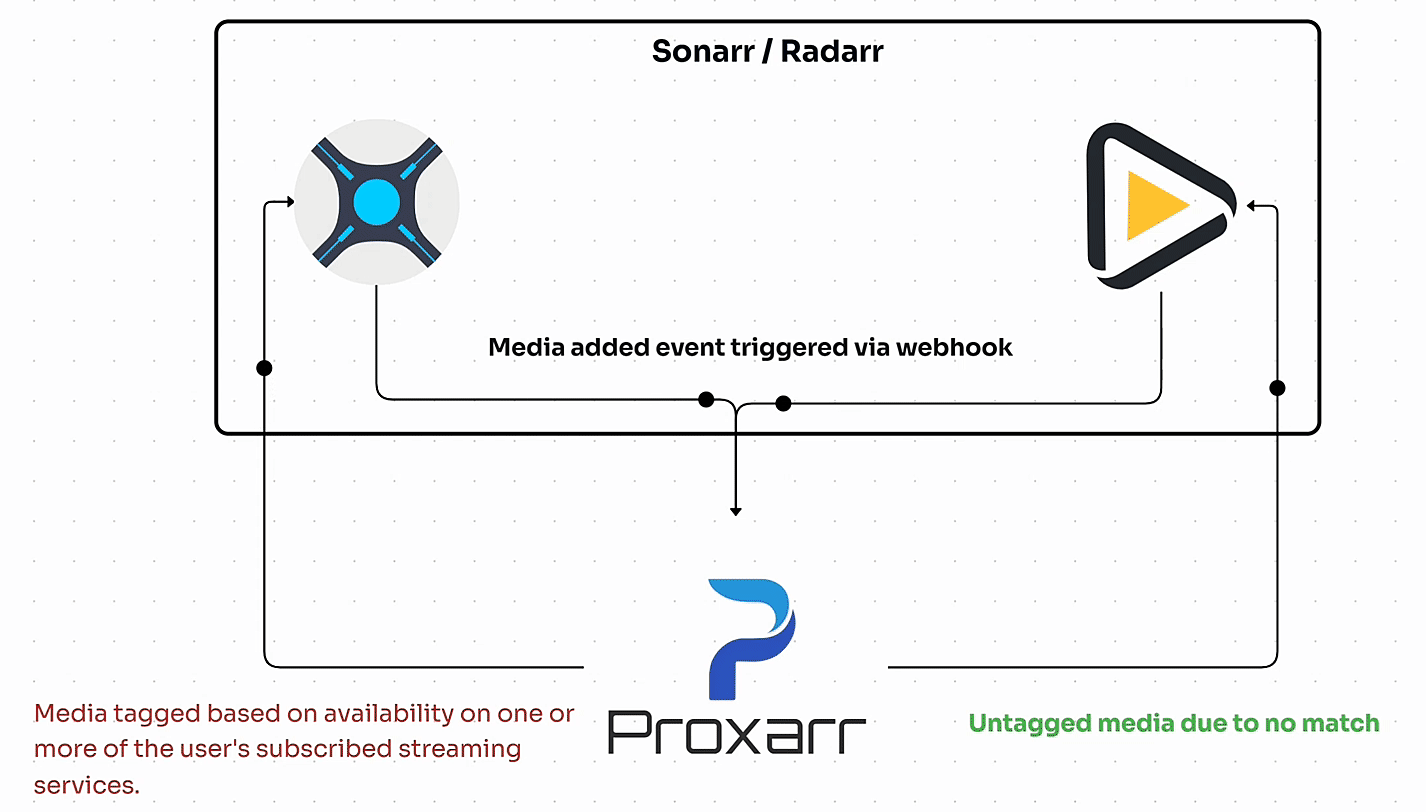 Sonarr / Radarr
Media added event triggered via webhook
Media tagged based on availability on one or
more of the user's subscribed streaming
services.
Proxarr
Untagged media due to no match